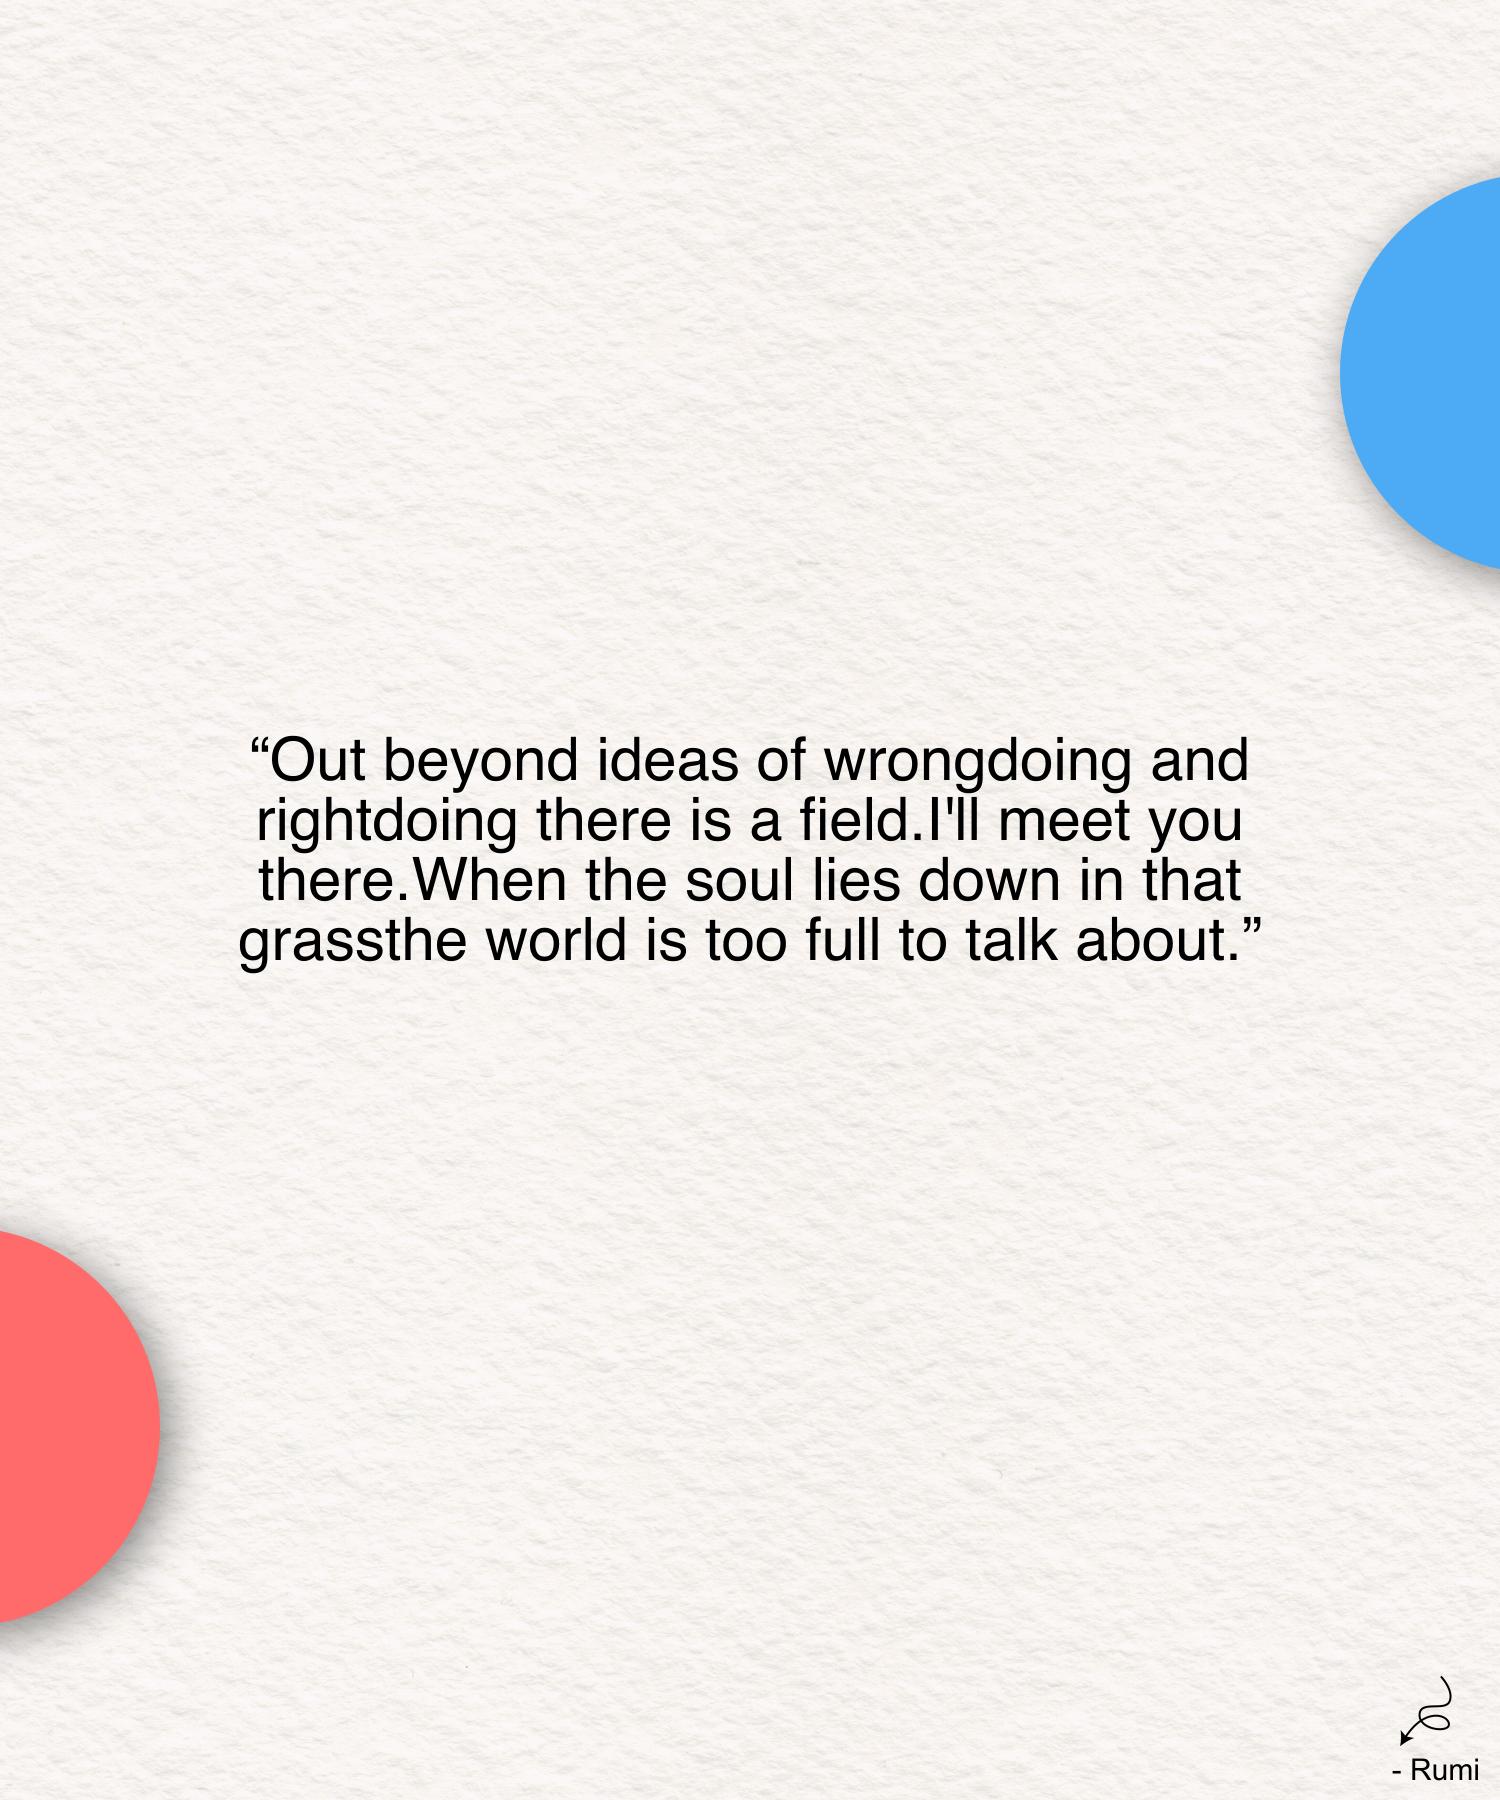 “Out beyond ideas of wrongdoing and
rightdoing there is a field.I'll meet you
there.When the soul lies down in that
grassthe world is too full to talk about.”
- Rumi